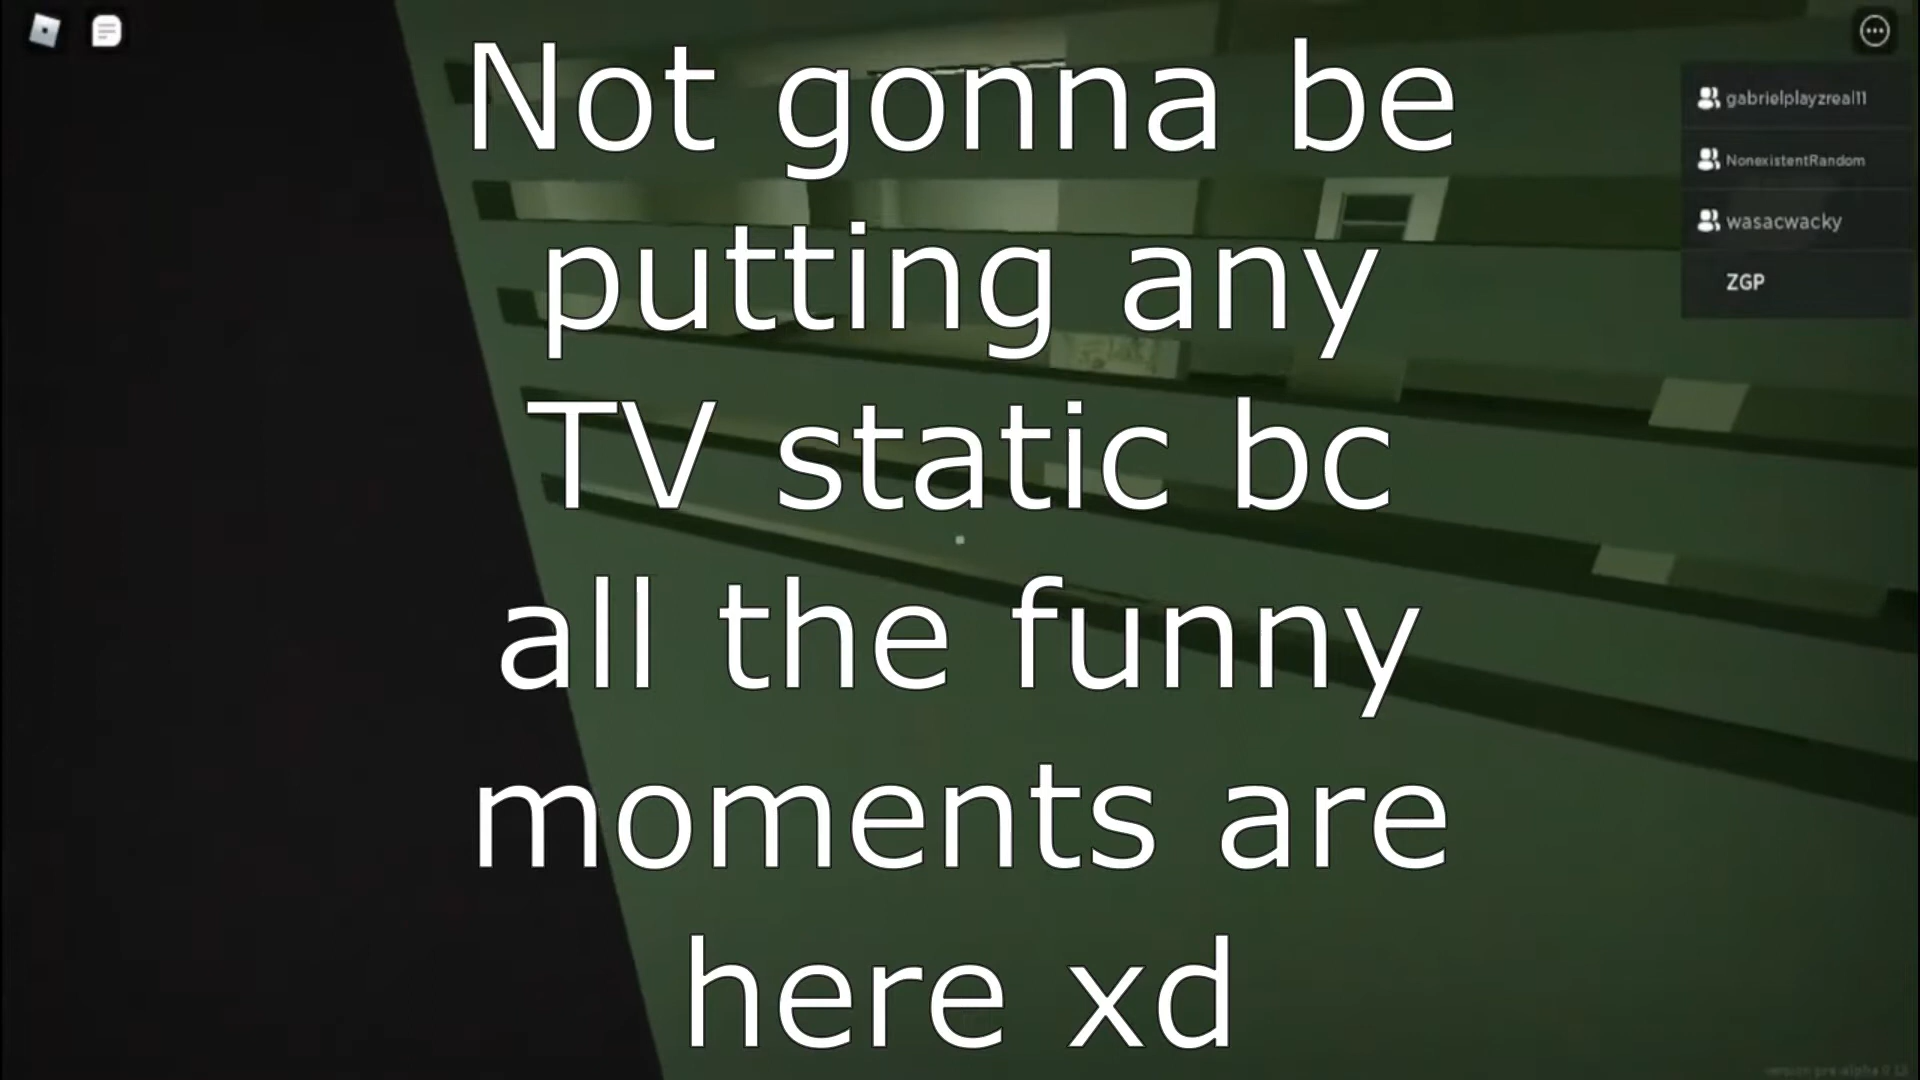 Not gonna be
putting any
TV static bc
all the funny
moments are
here xd
gabrielplayzreal11
NonexistentRandom
wasacwacky
ZGP